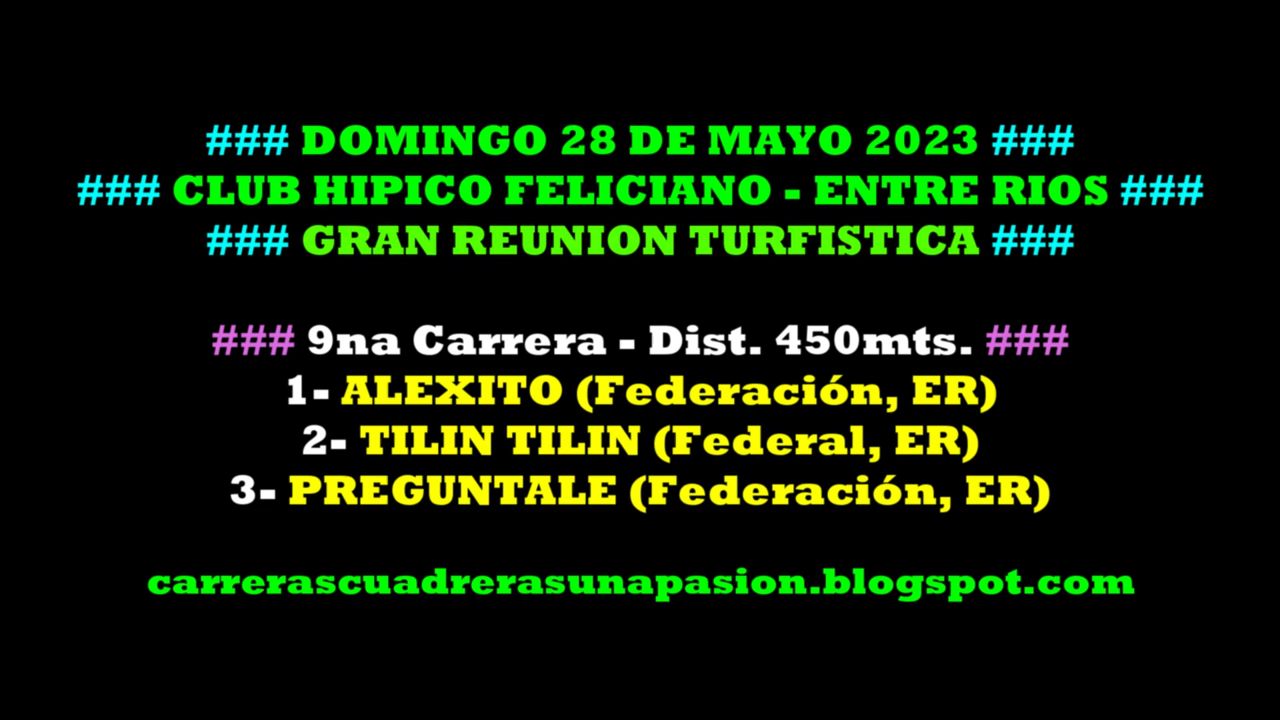 ### DOMINGO 28 DE MAYO 2023 ###
### CLUB HIPICO FELICIANO - ENTRE RIOS ###
### GRAN REUNION TURFISTICA ###
### 9na Carrera - Dist. 450mts. ###
1- ALEXITO (Federación, ER)
2- TILIN TILIN (Federal, ER)
3- PREGUNTALE (Federación, ER)
carrerascuadrerasunapasion.blogspot.com